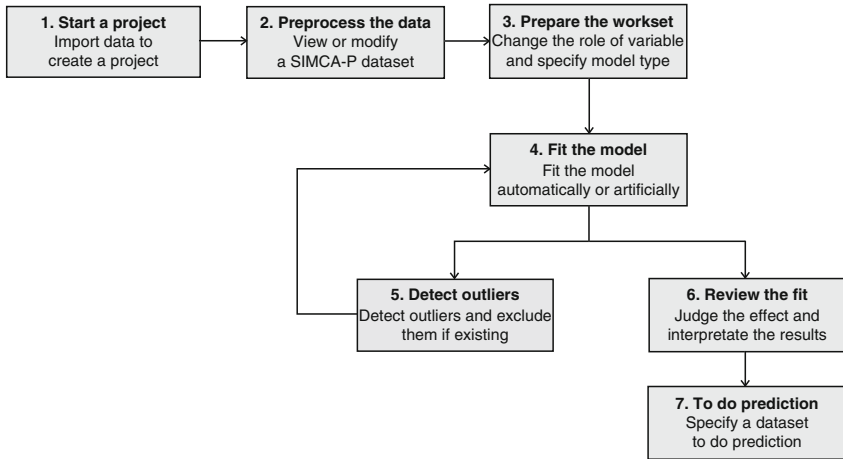 1. Start a project
Import data to
create a project
2. Preprocess the data
View or modify
a SIMCA-P dataset
3. Prepare the workset
Change the role of variable
and specify model type
4. Fit the model
Fit the model
automatically or artificially
5. Detect outliers
Detect outliers and exclude
them if existing
6. Review the fit
Judge the effect and
interpretate the results
7. To do prediction
Specify a dataset
to do prediction